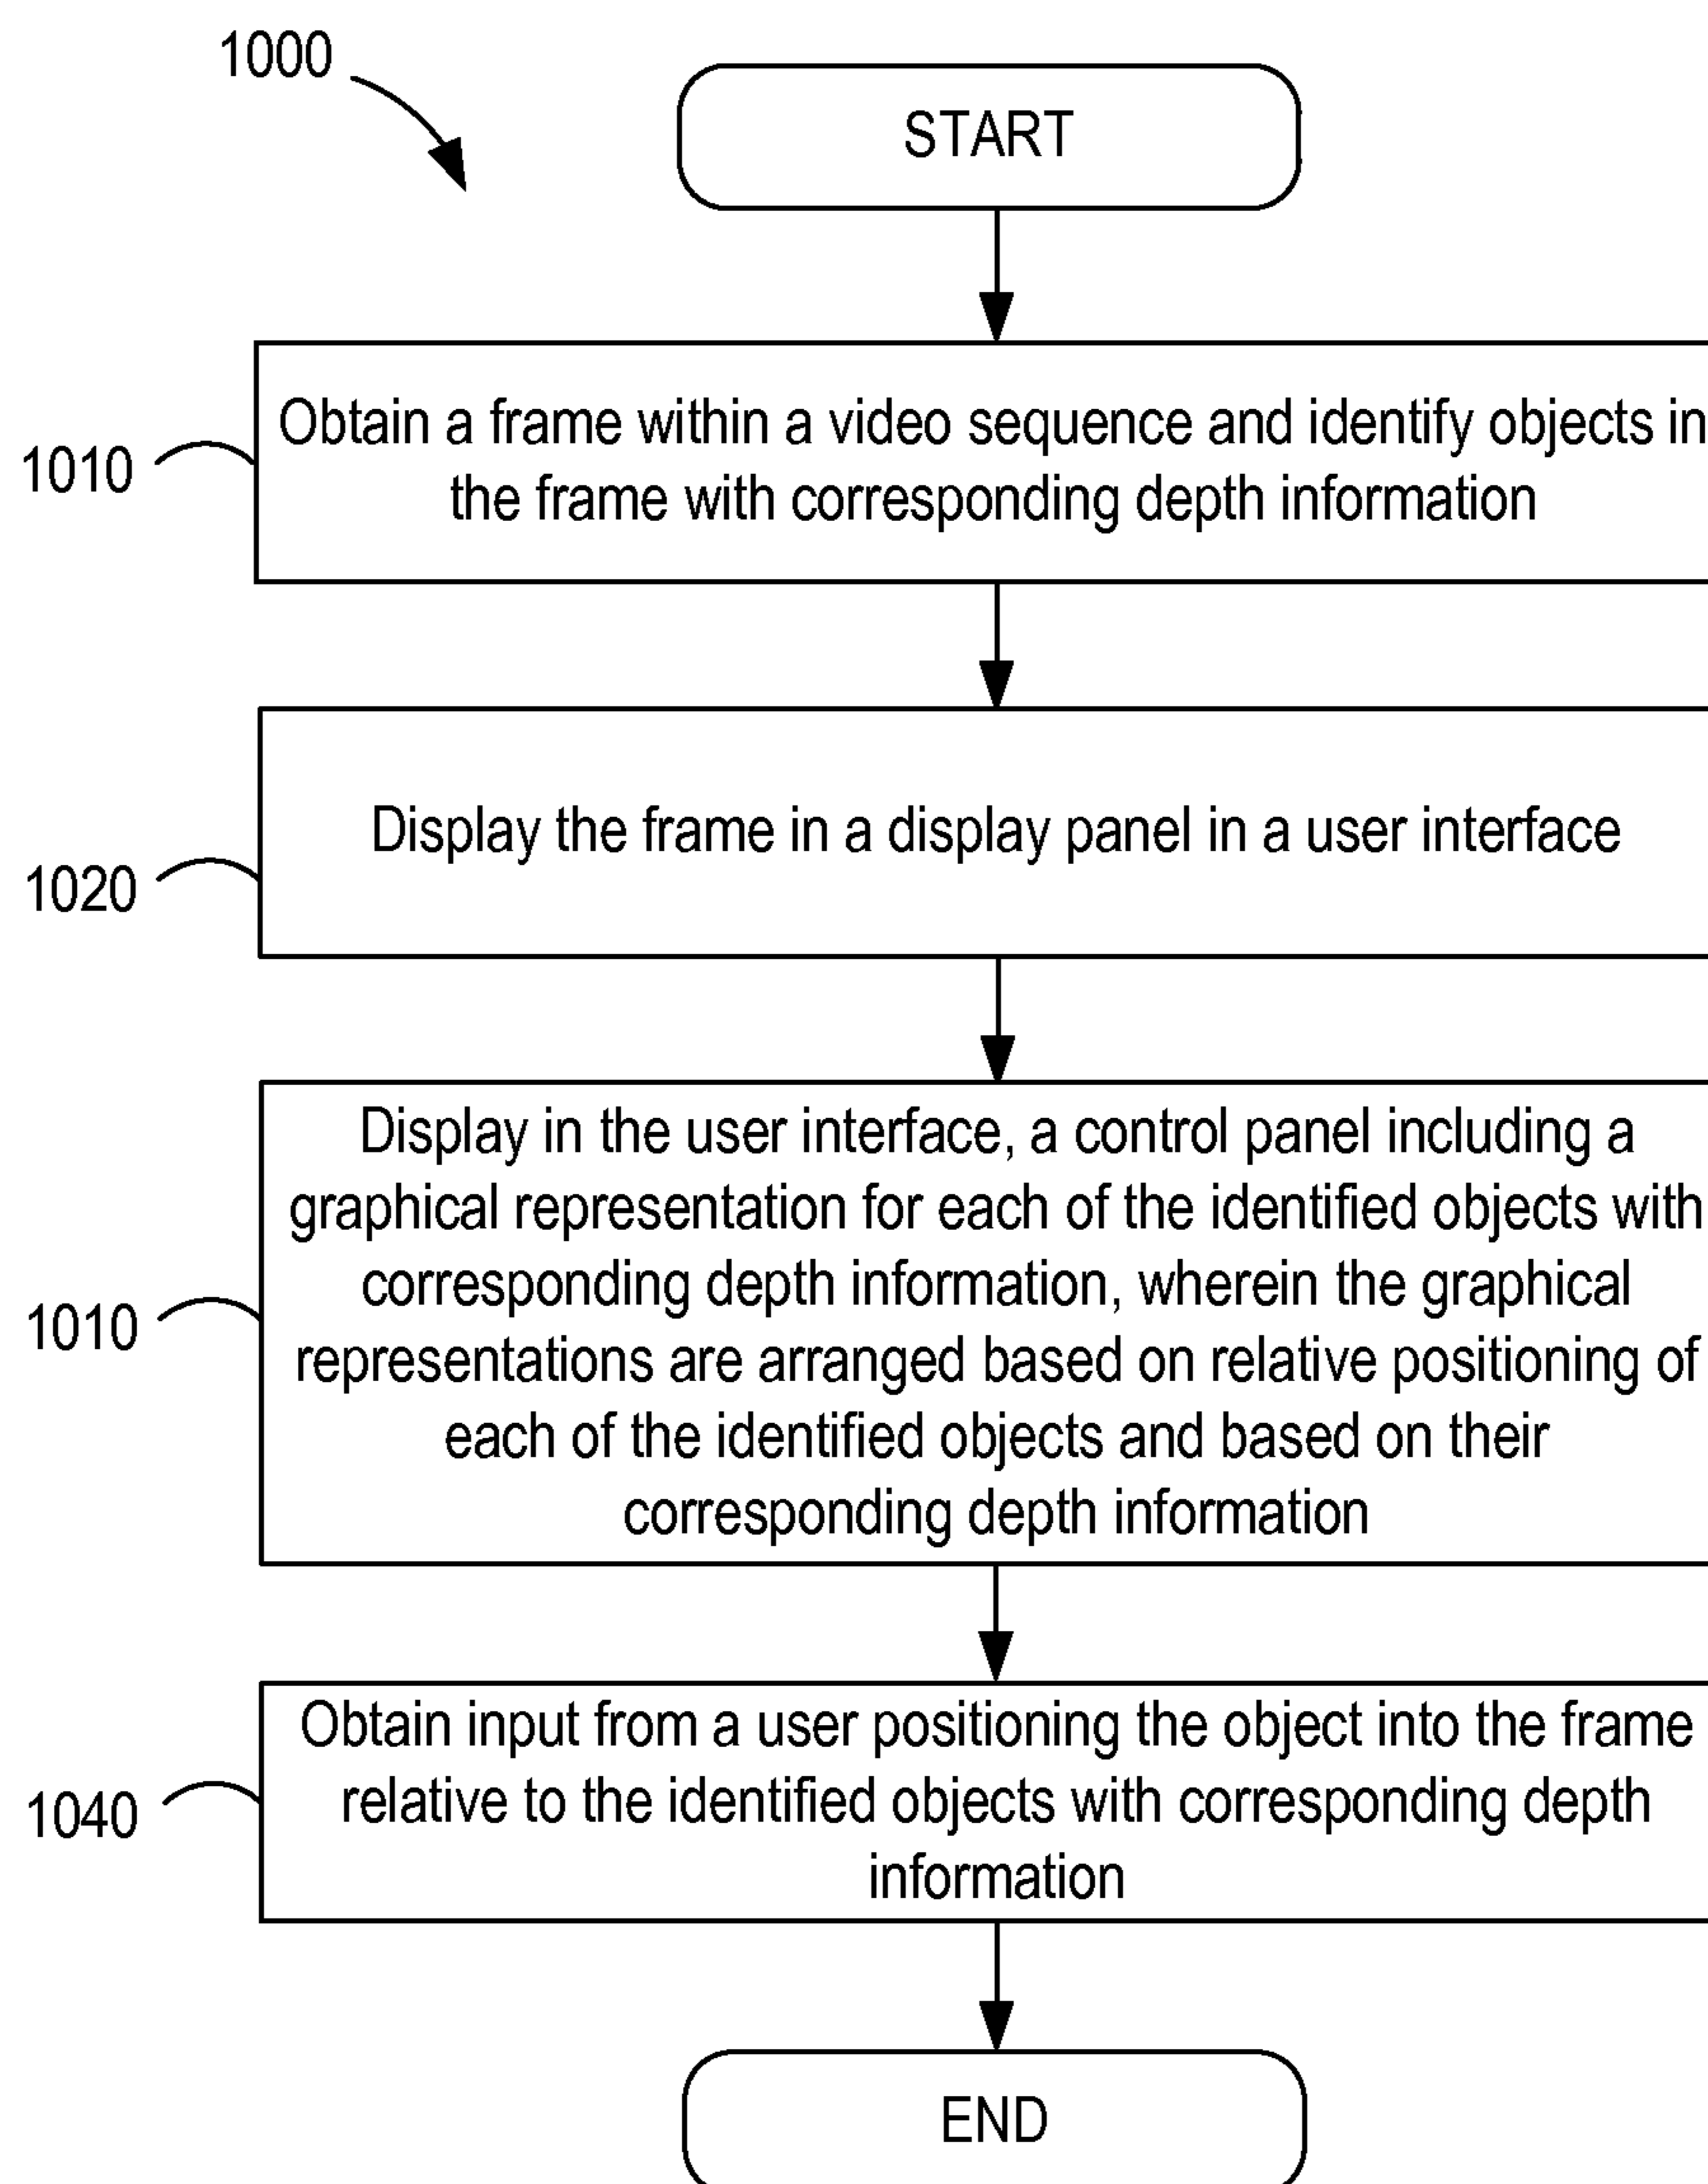 1000
START
1010
Obtain a frame within a video sequence and identify objects in
the frame with corresponding depth information
1020
Display the frame in a display panel in a user interface
1010
Display in the user interface, a control panel including a
graphical representation for each of the identified objects with
corresponding depth information, wherein the graphical
representations are arranged based on relative positioning of
each of the identified objects and based on their
corresponding depth information
1040
Obtain input from a user positioning the object into the frame
relative to the identified objects with corresponding depth
information
END